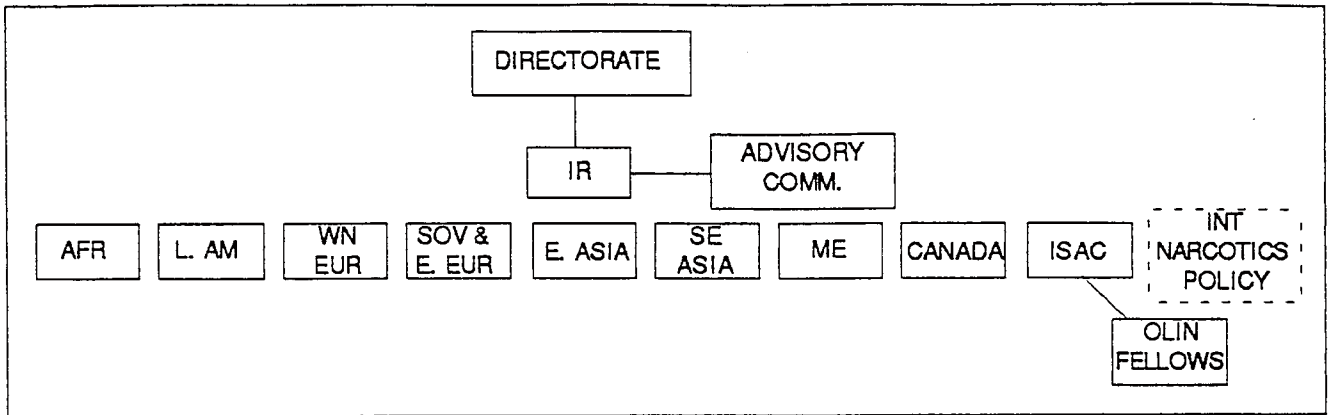 DIRECTORATE
IR
ADVISORY
COMM.
AFR
L. AM
WN
EUR
SOV &
E. EUR
E. ASIA
SE
ASIA
ME
CANADA
ISAC
INT
NARCOTICS
POLICY
OLIN
FELLOWS